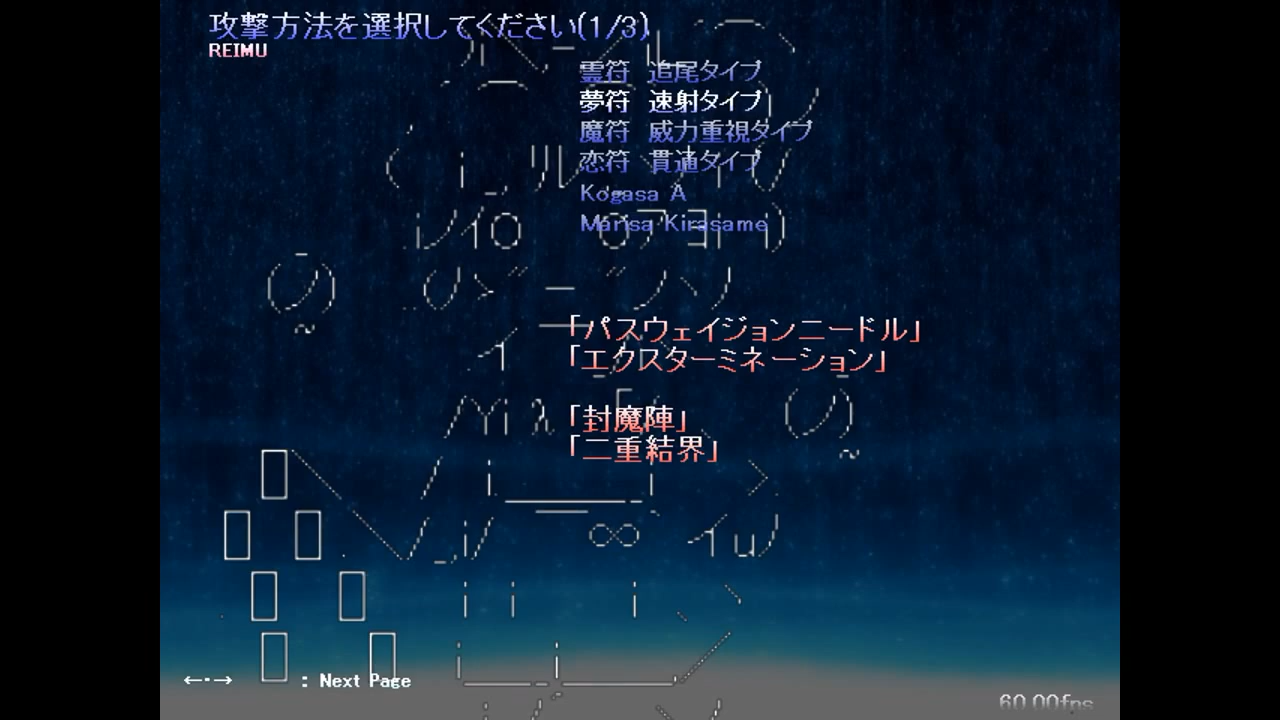 攻撃方法を選択してください(1/3)
REIMU
霊符 追尾タイプ
夢符 速射タイプ
魔符 威力重視タイプ
恋符 貫通タイプ
Kogasa A
Marisa Kirasame
「パスウェイジョンニードル」
「エクスターミネーション」
「封魔陣」
「二重結界」
←・→ : Next Page
60.00fps